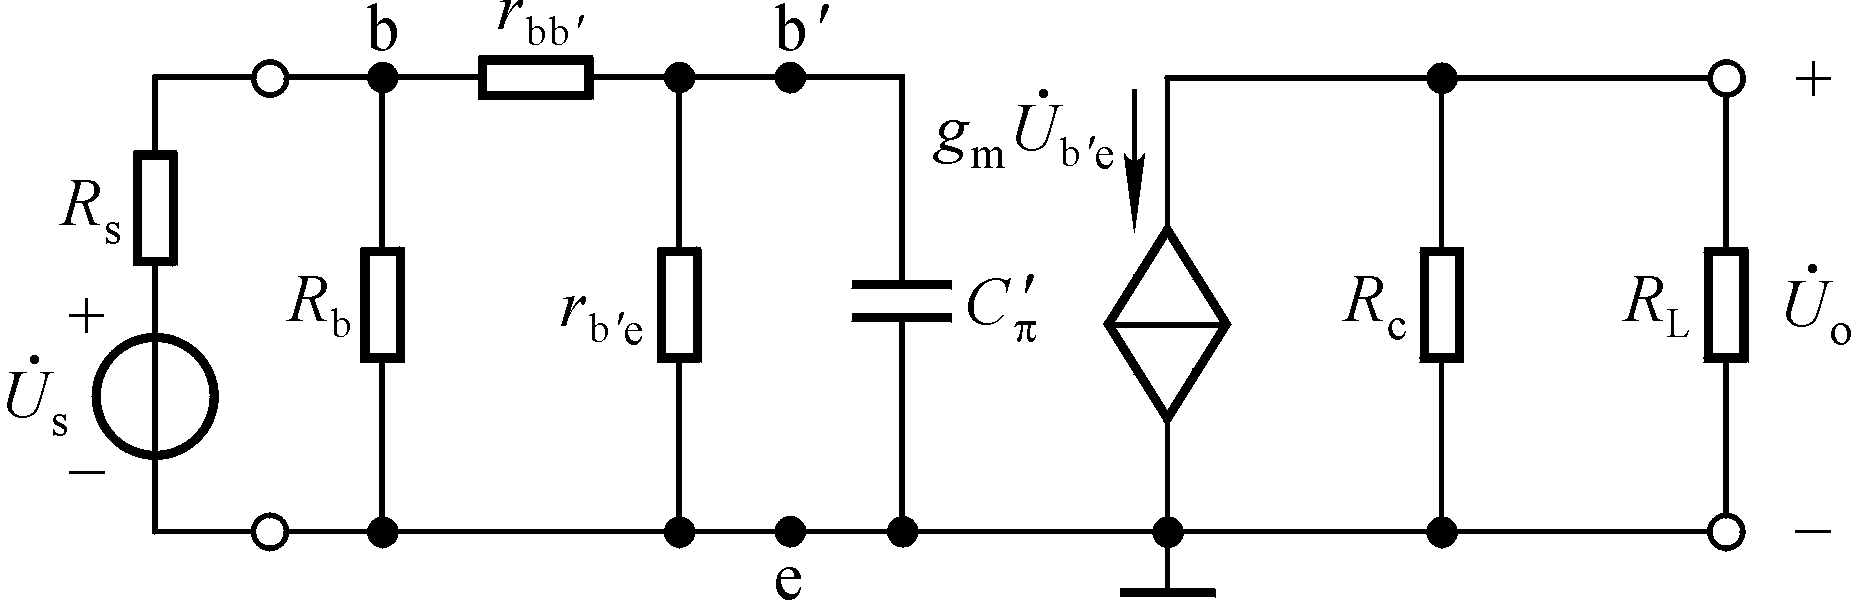 b
r_bb′
b′
+
g_m U̇_b′e
R_s
R_b
r_b′e
C′_π
R_c
R_L
U̇_o
+
U̇_s
−
−
e